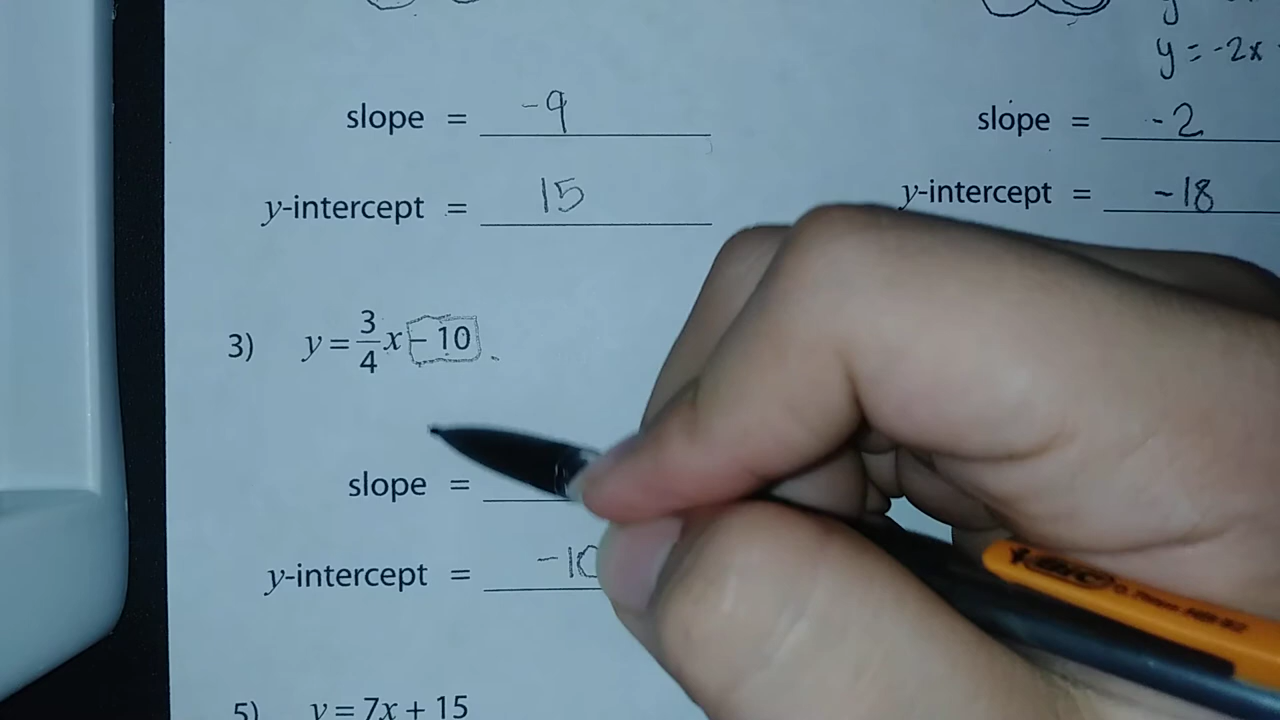 y = -2x
slope = -9
slope = -2
y-intercept = 15
y-intercept = -18
3) y = 3/4 x - 10
slope =
y-intercept = -10
5) y = 7x + 15
BIC